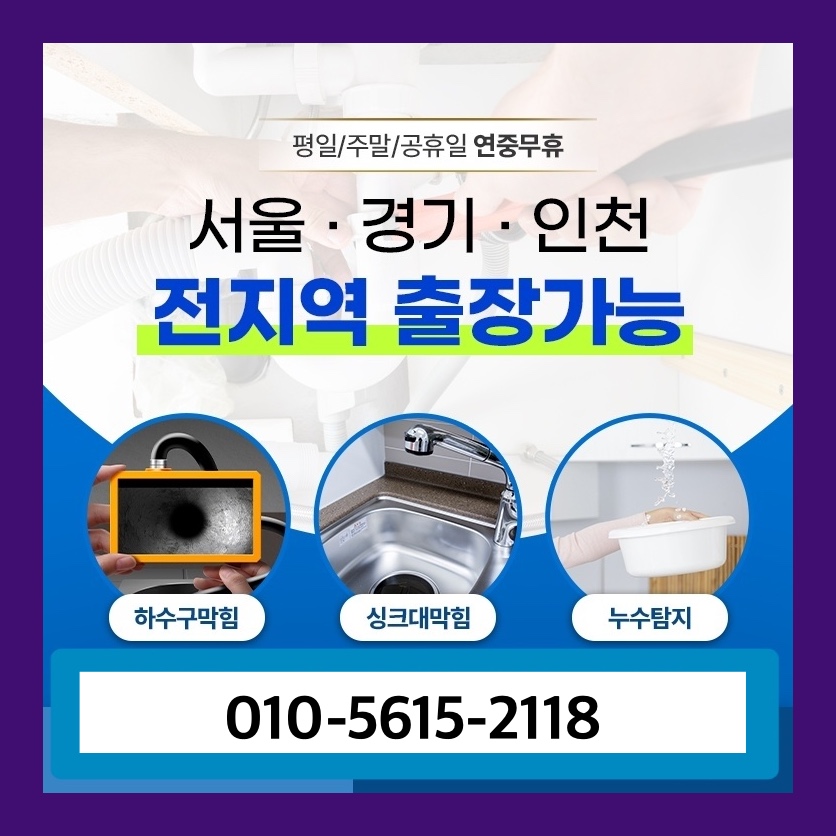 평일/주말/공휴일 연중무휴
서울 · 경기 · 인천
전지역 출장가능
하수구막힘
싱크대막힘
누수탐지
010-5615-2118